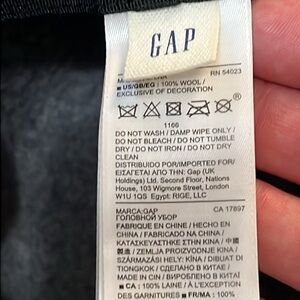 GAP
RN 54023
■ US/GB/EG / 100% WOOL /
EXCLUSIVE OF DECORATION
1166
DO NOT WASH / DAMP WIPE ONLY /
DO NOT BLEACH / DO NOT TUMBLE
DRY / DO NOT IRON / DO NOT DRY
CLEAN
DISTRIBUIDO POR/IMPORTED FOR/
ΕΙΣΑΓΕΤΑΙ ΑΠΟ ΤΗΝ: Gap (UK
Holdings) Ltd. Second Floor, Nations
House, 103 Wigmore Street, London
W1U 1QS Egypt: RIGE, LLC
MARCA:GAP
CA 17897
ГОЛОВНОЙ УБОР
FABRIQUE EN CHINE / HECHO EN
CHINA / FABRICADO NA CHINA /
ΚΑΤΑΣΚΕΥΑΣΤΗΚΕ ΣΤΗΝ ΚΙΝΑ / 中國
製造 / ZEMLJA PROIZVODNJE KINA /
SZÁRMAZÁSI HELY: KÍNA / DIBUAT DI
TIONGKOK / СДЕЛАНО В КИТАЕ /
MADE IN ÇIN / ВИРОБЛЕНО В КИТАЇ
■ CA : 100% LAINE / À L'EXCEPTION
DES GARNITURES ■ FR/MA : 100%